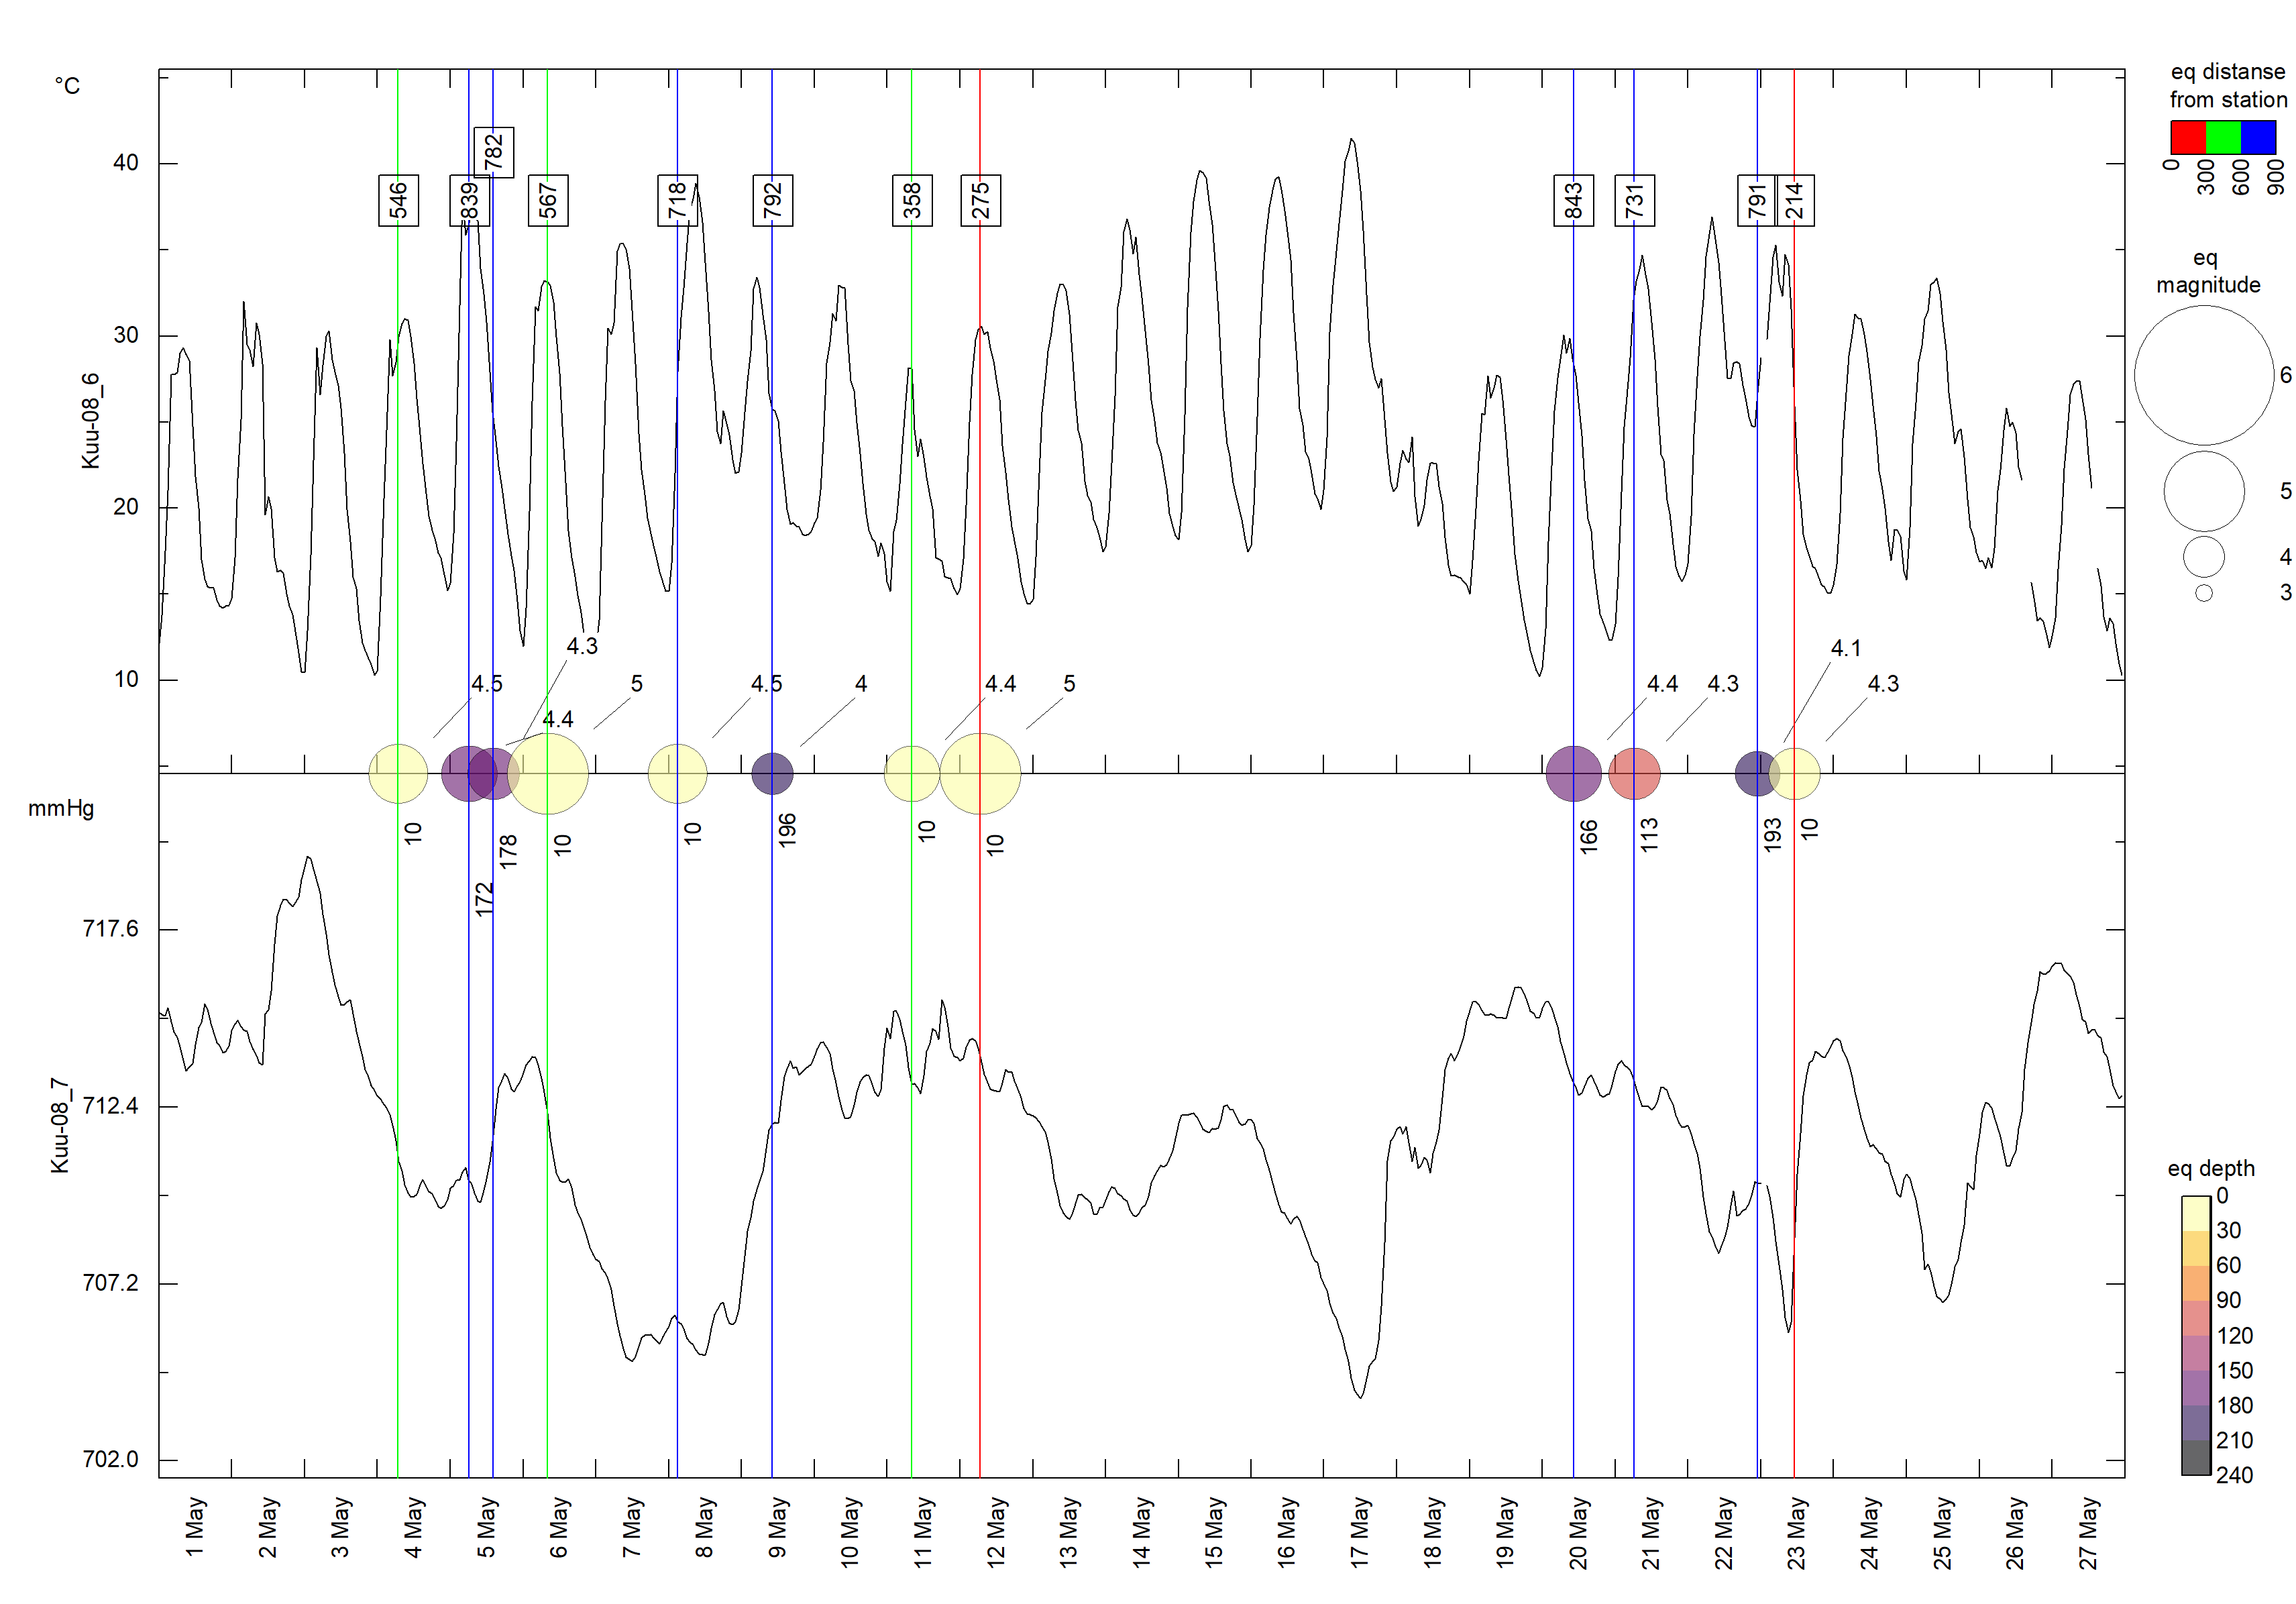 °C
40
30
20
10
Kuu-08_6
546
839
782
567
718
792
358
275
843
731
791
214
4.5
4.3
4.4
5
4.5
4
4.4
5
4.4
4.3
4.1
4.3
10
172
178
10
10
196
10
10
166
113
193
10
mmHg
717.6
712.4
707.2
702.0
Kuu-08_7
1 May
2 May
3 May
4 May
5 May
6 May
7 May
8 May
9 May
10 May
11 May
12 May
13 May
14 May
15 May
16 May
17 May
18 May
19 May
20 May
21 May
22 May
23 May
24 May
25 May
26 May
27 May
eq distanse
from station
0
300
600
900
eq
magnitude
6
5
4
3
eq depth
0
30
60
90
120
150
180
210
240